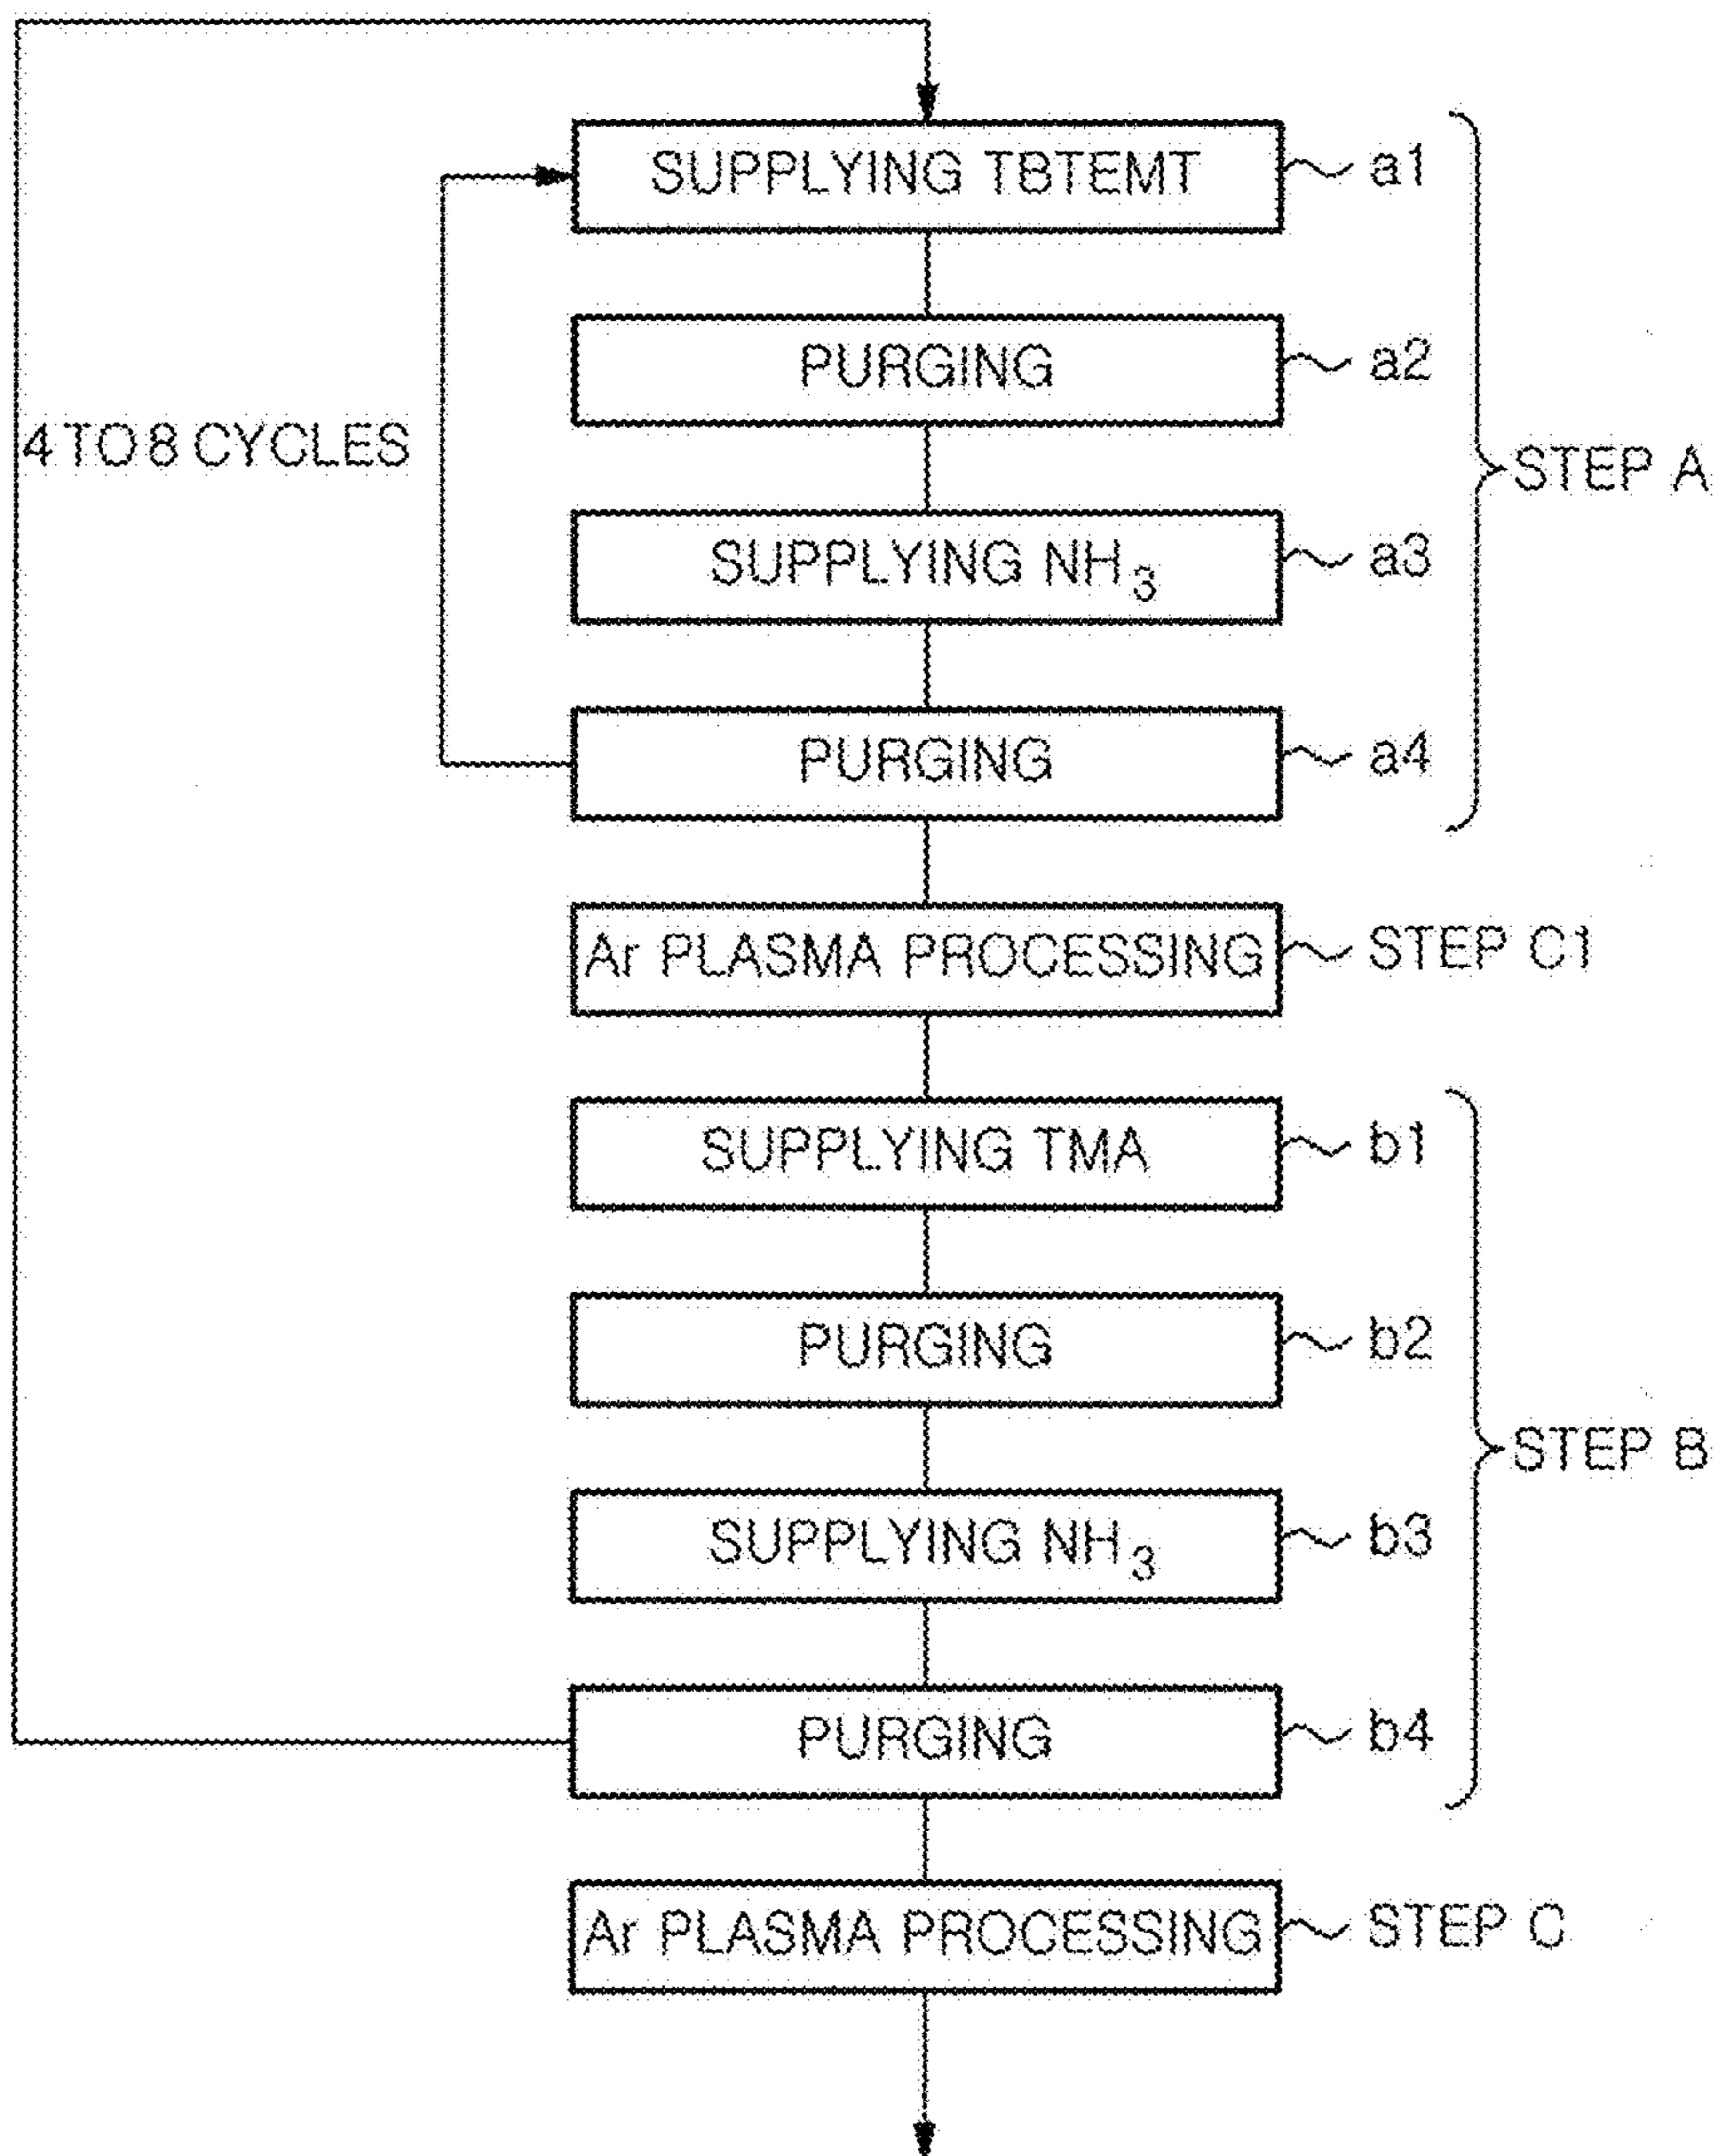 SUPPLYING TBTEMT a1
PURGING a2
4 TO 8 CYCLES
STEP A
SUPPLYING NH3 a3
PURGING a4
Ar PLASMA PROCESSING STEP C1
SUPPLYING TMA b1
PURGING b2
STEP B
SUPPLYING NH3 b3
PURGING b4
Ar PLASMA PROCESSING STEP C